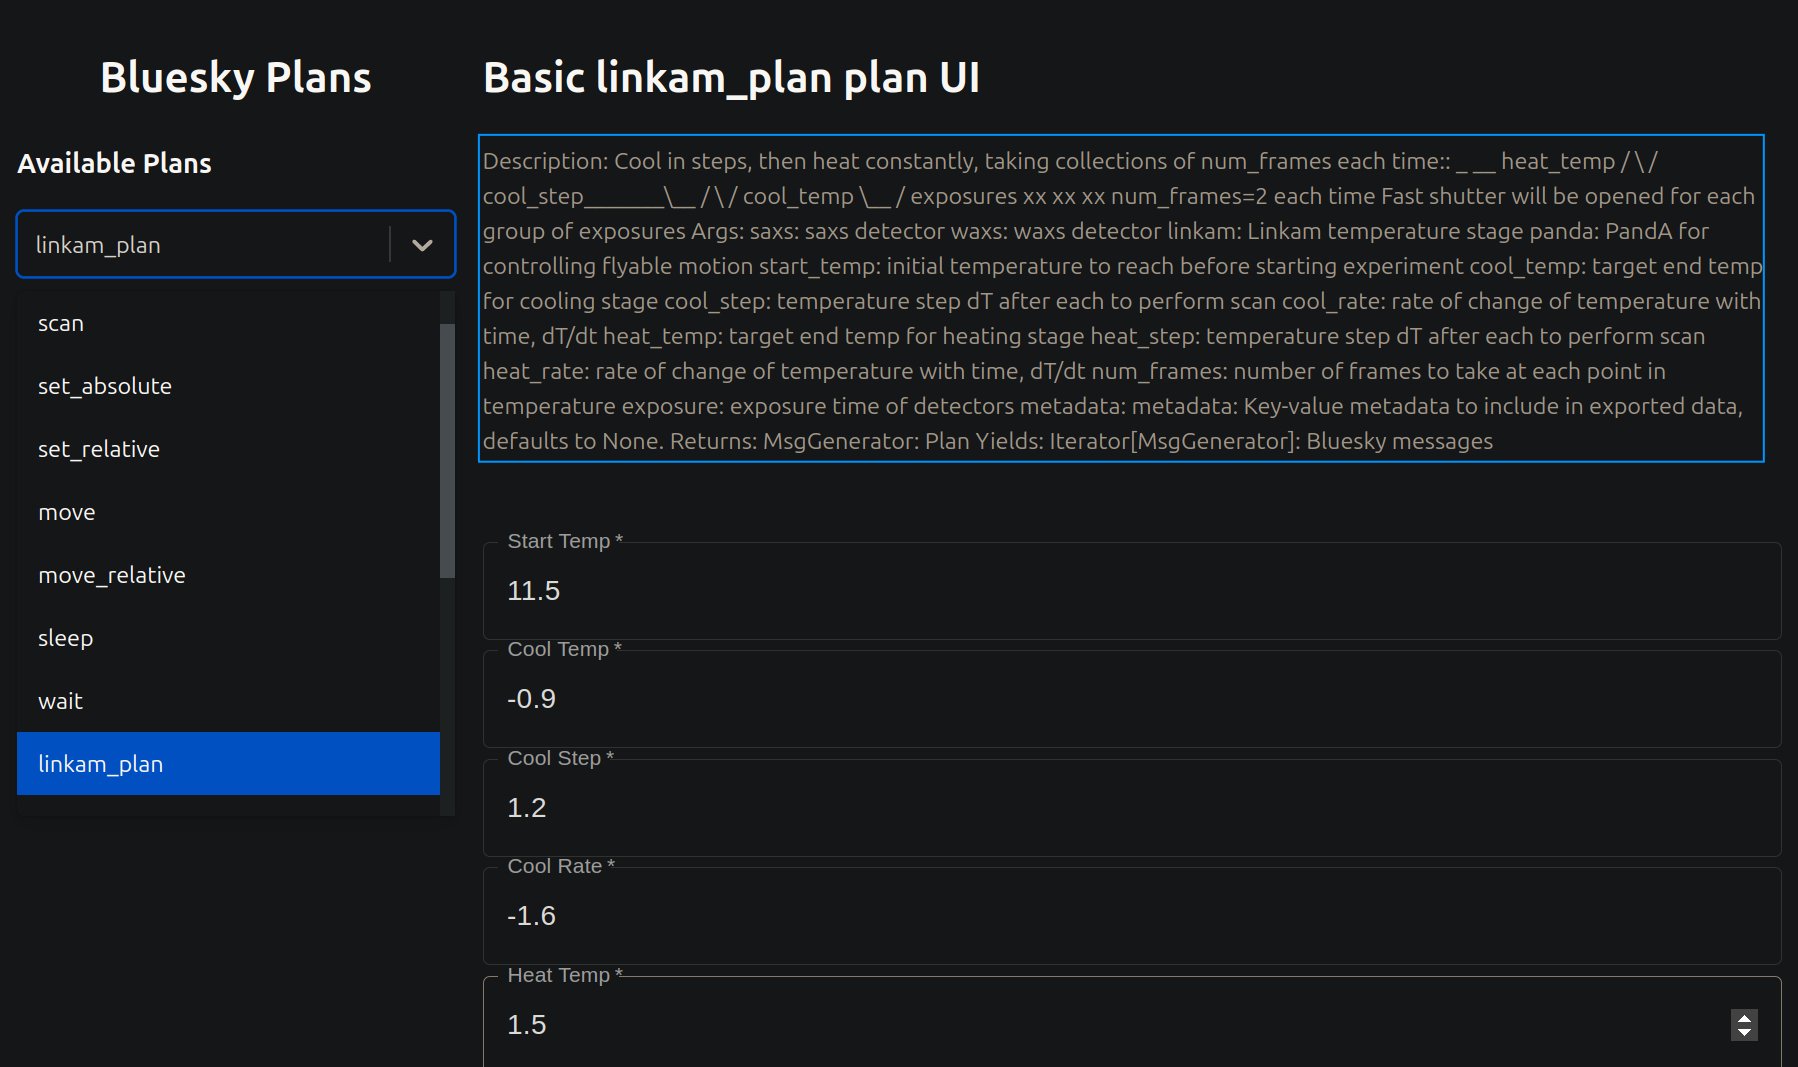 Bluesky Plans
Available Plans
linkam_plan
scan
set_absolute
set_relative
move
move_relative
sleep
wait
linkam_plan
Basic linkam_plan plan UI
Description: Cool in steps, then heat constantly, taking collections of num_frames each time:: _ __ heat_temp / \ /
cool_step_______\__ / \ / cool_temp \__ / exposures xx xx xx num_frames=2 each time Fast shutter will be opened for each
group of exposures Args: saxs: saxs detector waxs: waxs detector linkam: Linkam temperature stage panda: PandA for
controlling flyable motion start_temp: initial temperature to reach before starting experiment cool_temp: target end temp
for cooling stage cool_step: temperature step dT after each to perform scan cool_rate: rate of change of temperature with
time, dT/dt heat_temp: target end temp for heating stage heat_step: temperature step dT after each to perform scan
heat_rate: rate of change of temperature with time, dT/dt num_frames: number of frames to take at each point in
temperature exposure: exposure time of detectors metadata: metadata: Key-value metadata to include in exported data,
defaults to None. Returns: MsgGenerator: Plan Yields: Iterator[MsgGenerator]: Bluesky messages
Start Temp *
11.5
Cool Temp *
-0.9
Cool Step *
1.2
Cool Rate *
-1.6
Heat Temp *
1.5